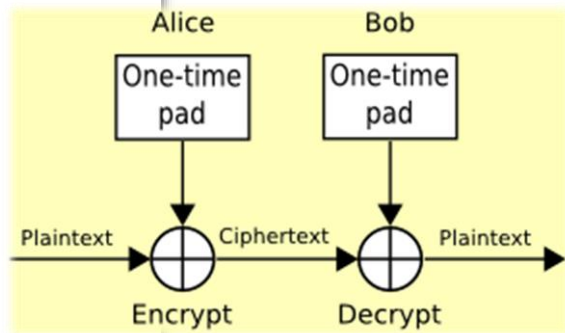 Alice
Bob
One-time
pad
One-time
pad
Plaintext
Ciphertext
Plaintext
Encrypt
Decrypt